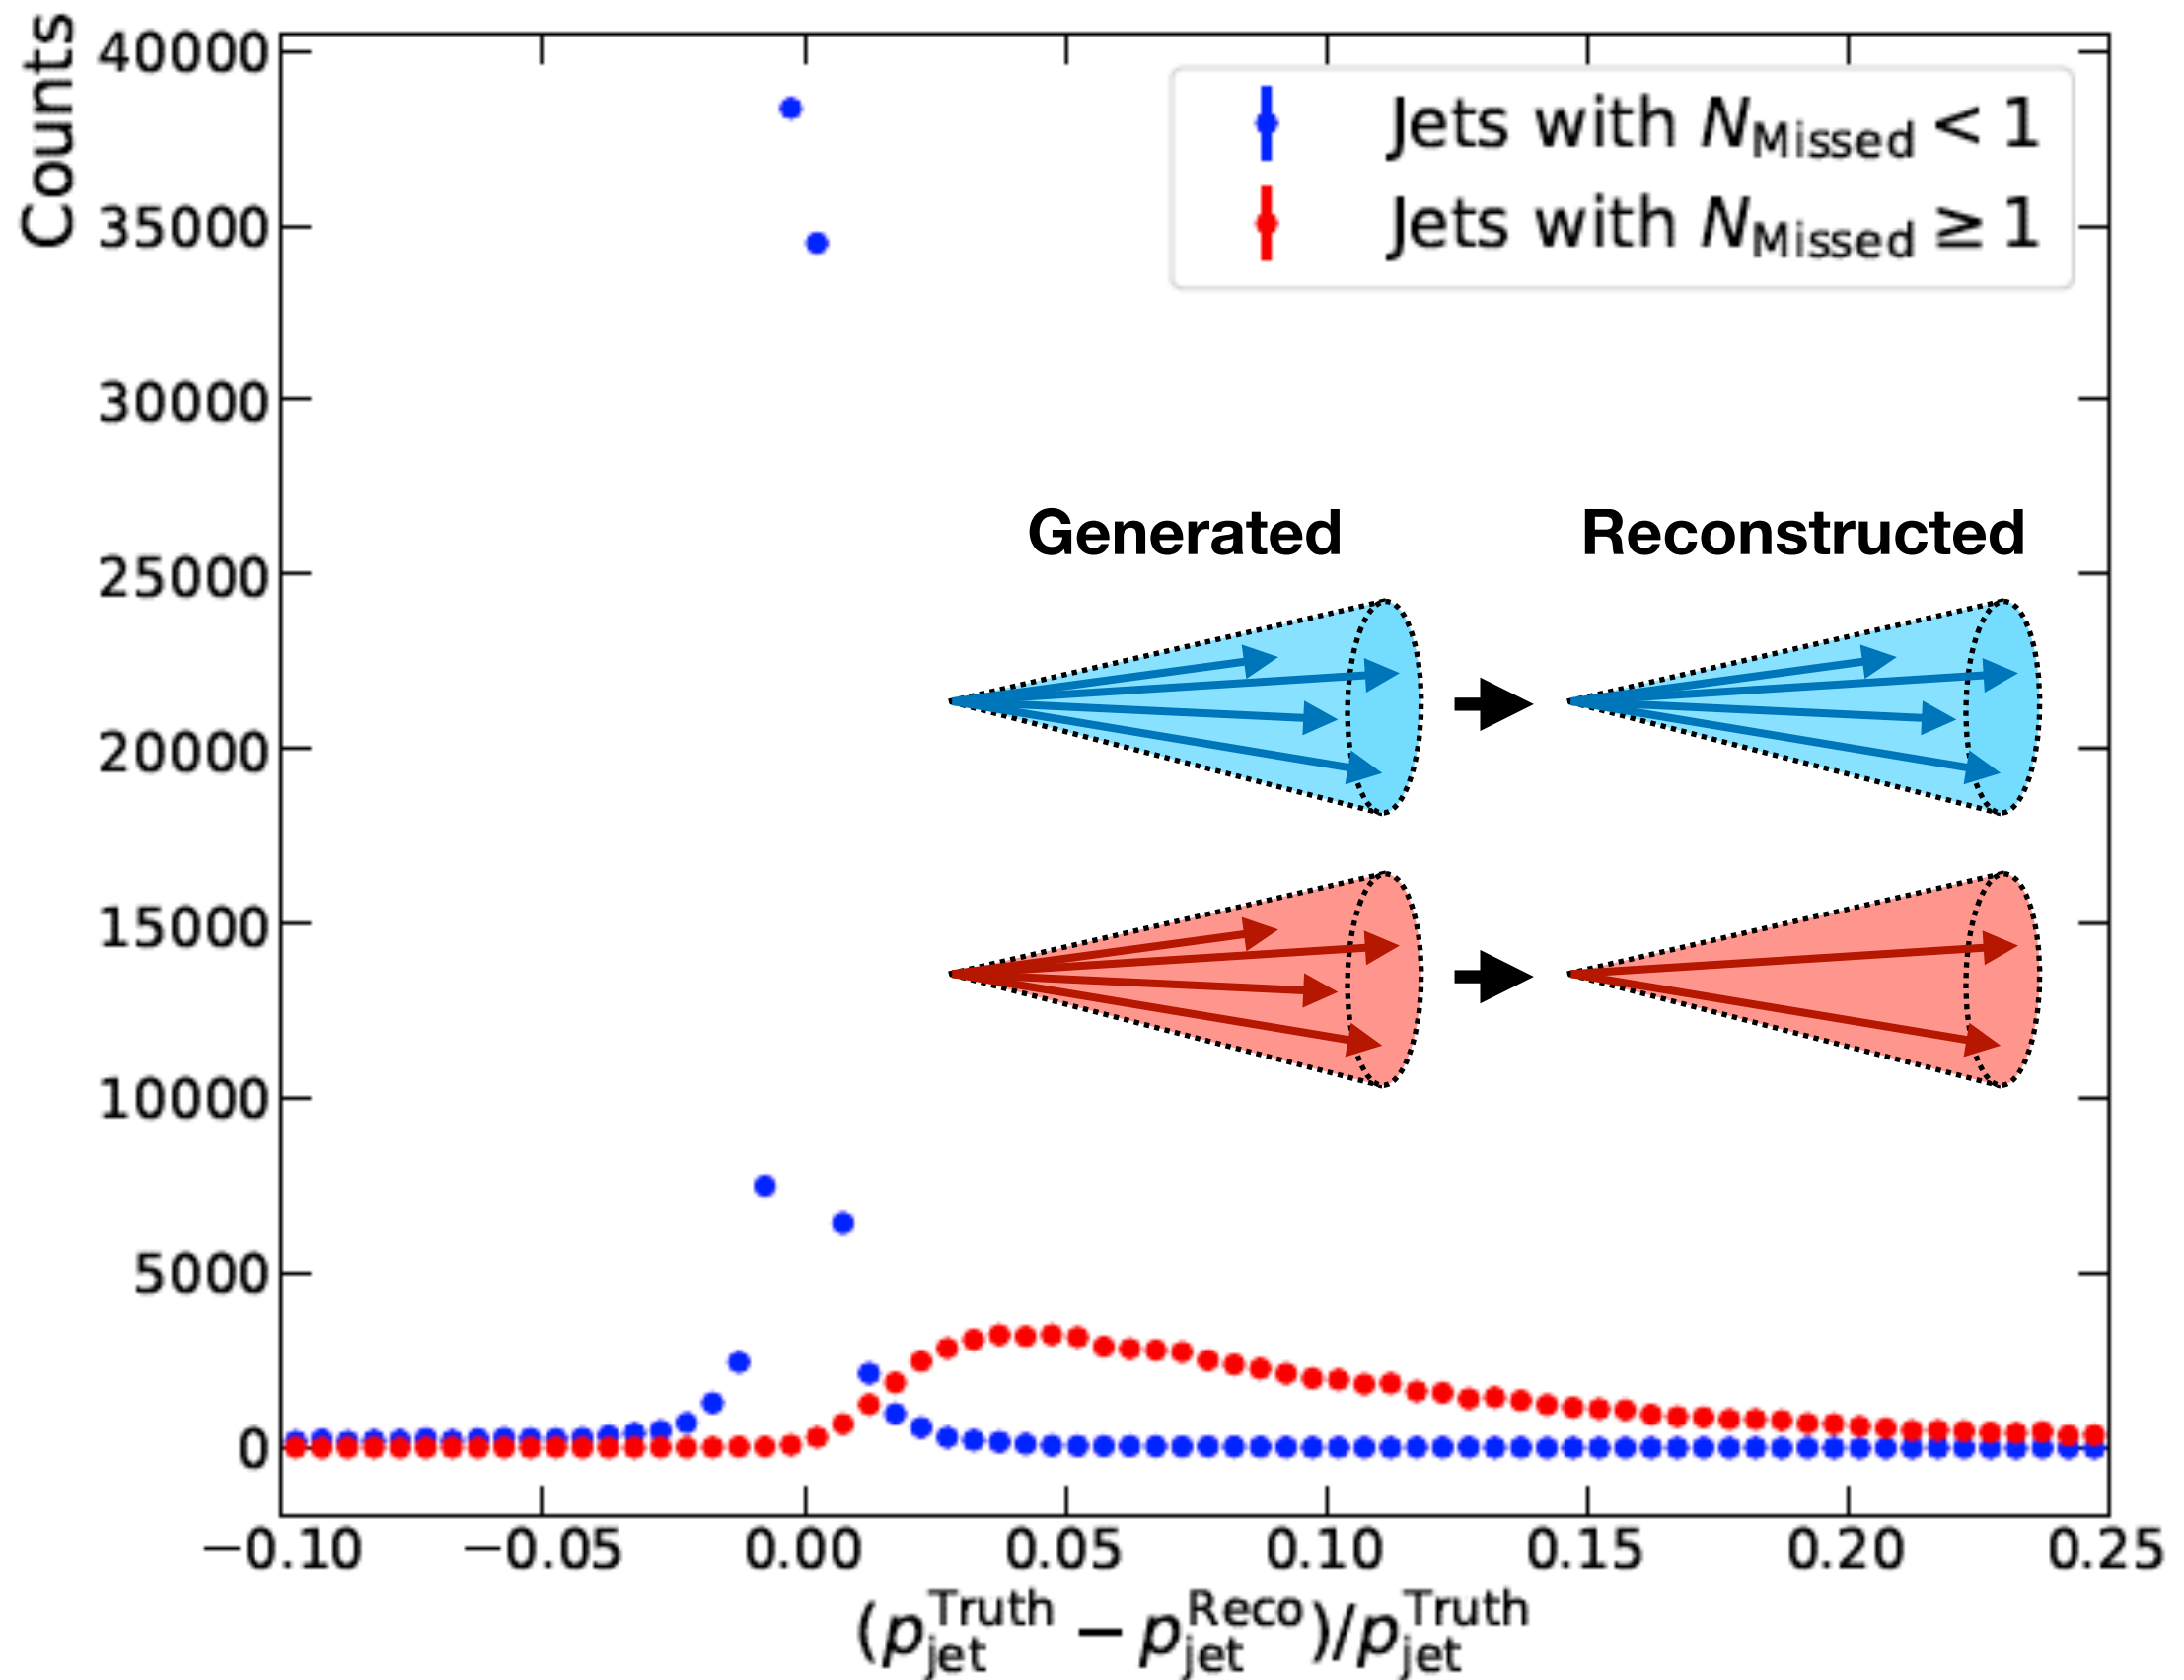 Counts
40000
35000
30000
25000
20000
15000
10000
5000
0
Jets with N_Missed < 1
Jets with N_Missed ≥ 1
Generated Reconstructed
−0.10 −0.05 0.00 0.05 0.10 0.15 0.20 0.25
(p_jet^Truth − p_jet^Reco)/p_jet^Truth